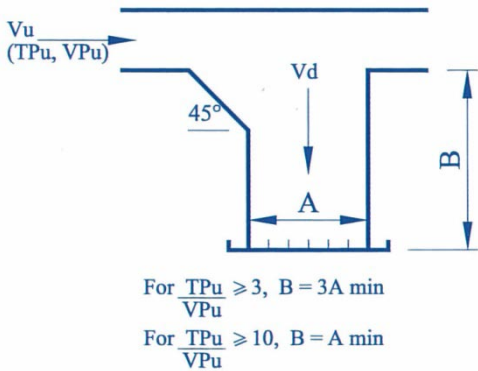 Vu
(TPu, VPu)
Vd
45°
A
B
For TPu/VPu ⩾ 3, B = 3A min
For TPu/VPu ⩾ 10, B = A min